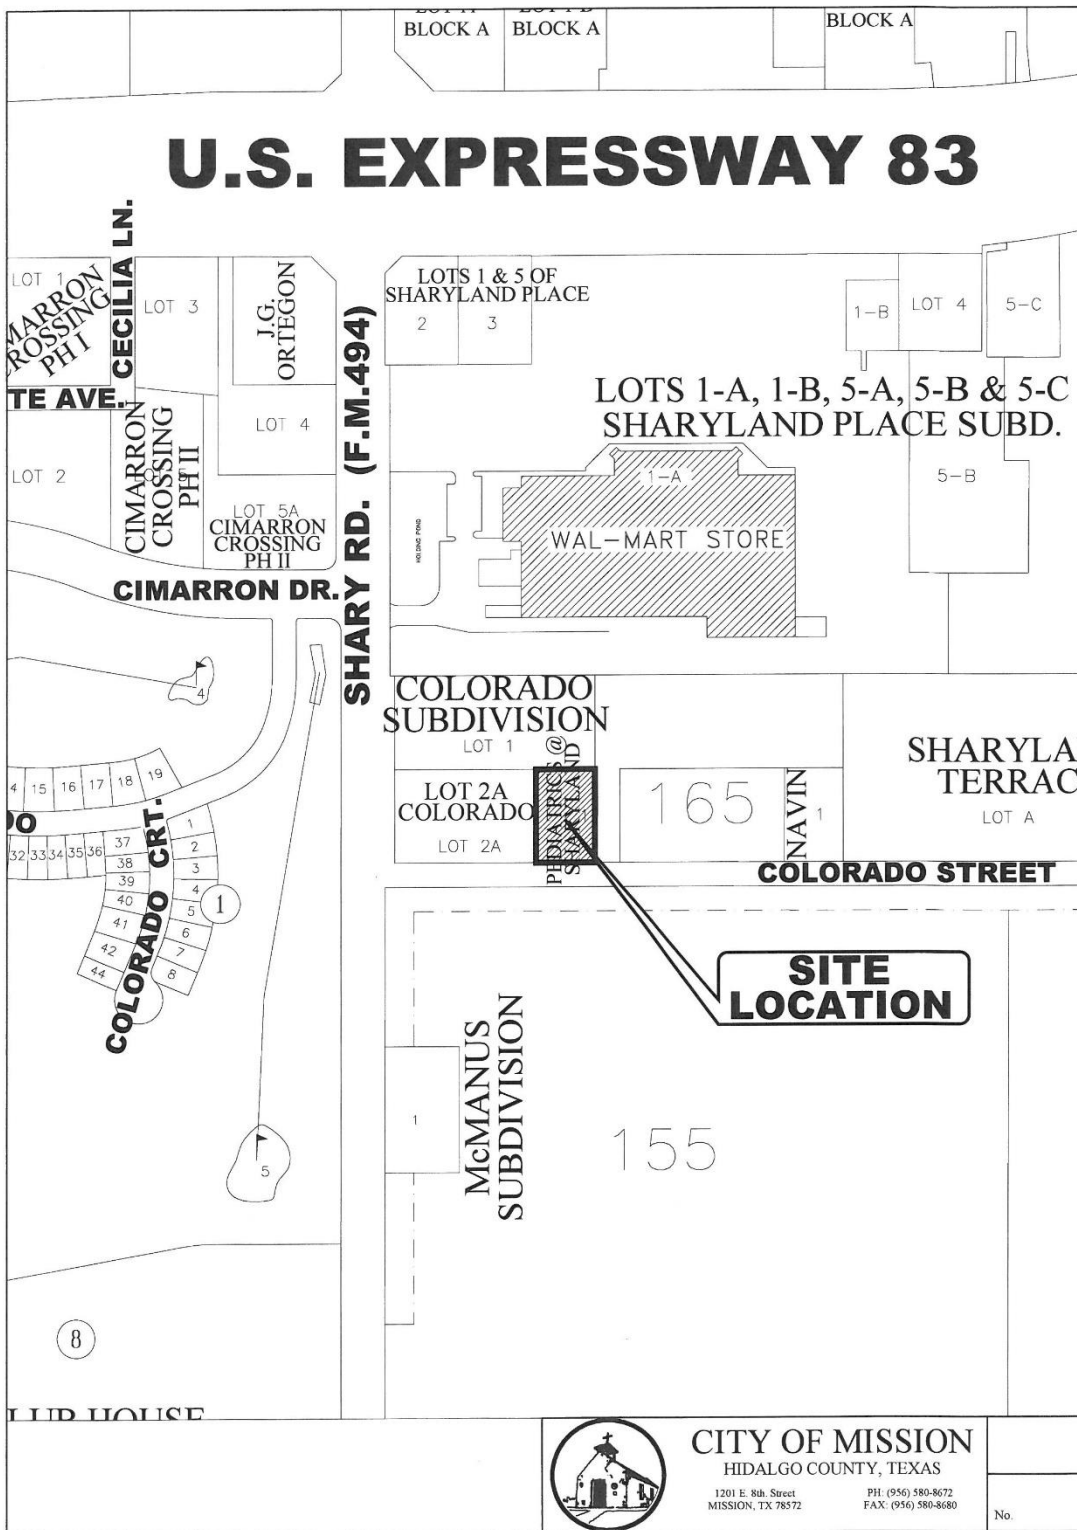 BLOCK A
BLOCK A
BLOCK A
U.S. EXPRESSWAY 83
CECILIA LN.
LOT 1
CIMARRON
CROSSING
PH I
LOT 3
J.G.
ORTEGON
LOTS 1 & 5 OF
SHARYLAND PLACE
2
3
1-B
LOT 4
5-C
TE AVE.
LOTS 1-A, 1-B, 5-A, 5-B & 5-C
SHARYLAND PLACE SUBD.
LOT 4
LOT 2
CIMARRON
CROSSING
PH II
LOT 5A
CIMARRON
CROSSING
PH II
SHARY RD. (F.M.494)
HOLDING POND
1-A
WAL-MART STORE
5-B
CIMARRON DR.
4
COLORADO
SUBDIVISION
LOT 1
PEDIATRICS @
SHARYLAND
LOT 2A
COLORADO
LOT 2A
165
NAVIN
1
SHARYLA
TERRAC
LOT A
4
15
16
17
18
19
DO
32
33
34
35
36
37
38
39
40
41
42
44
COLORADO CRT.
1
2
3
4
5
6
7
8
1
COLORADO STREET
SITE
LOCATION
McMANUS
SUBDIVISION
1
155
5
8
LUB HOUSE
CITY OF MISSION
HIDALGO COUNTY, TEXAS
1201 E. 8th. Street
MISSION, TX 78572
PH: (956) 580-8672
FAX: (956) 580-8680
No.